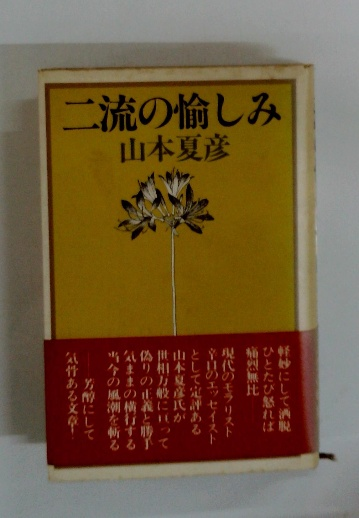 二流の愉しみ
山本夏彦
軽妙にして洒脱
ひとたび怒れば
痛烈無比──
現代のモラリスト
辛口のエッセイスト
として定評ある
山本夏彦氏が
世相万般に亘って
偽りの正義と勝手
気ままの横行する
当今の風潮を斬る
──芳醇にして
気骨ある文章！